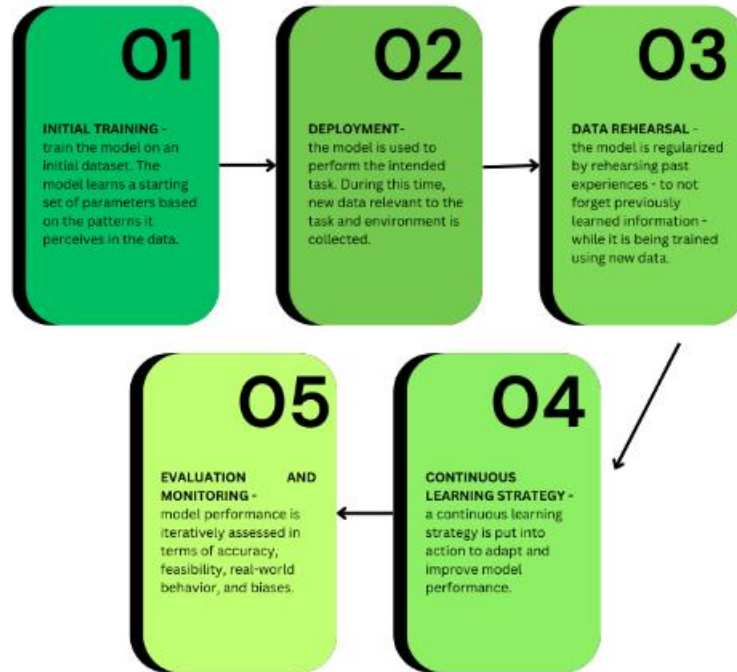 01
INITIAL TRAINING -
train the model on an
initial dataset. The
model learns a starting
set of parameters based
on the patterns it
perceives in the data.
02
DEPLOYMENT-
the model is used to
perform the intended
task. During this time,
new data relevant to the
task and environment is
collected.
03
DATA REHEARSAL -
the model is regularized
by rehearsing past
experiences - to not
forget previously
learned information -
while it is being trained
using new data.
04
CONTINUOUS
LEARNING STRATEGY -
a continuous learning
strategy is put into
action to adapt and
improve model
performance.
05
EVALUATION AND
MONITORING -
model performance is
iteratively assessed in
terms of accuracy,
feasibility, real-world
behavior, and biases.